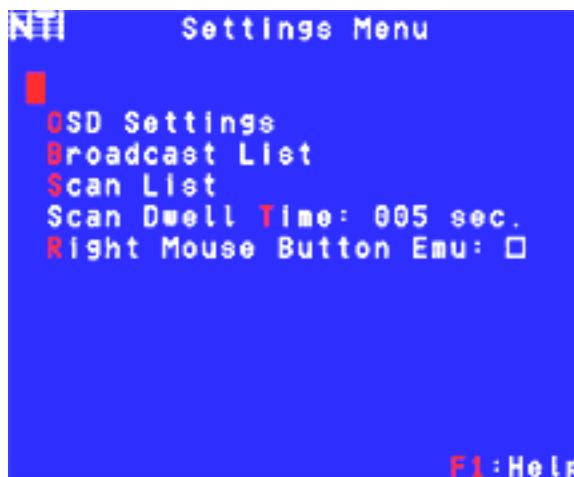 NTI Settings Menu
OSD Settings
Broadcast List
Scan List
Scan Dwell Time: 005 sec.
Right Mouse Button Emu: □
F1:Help